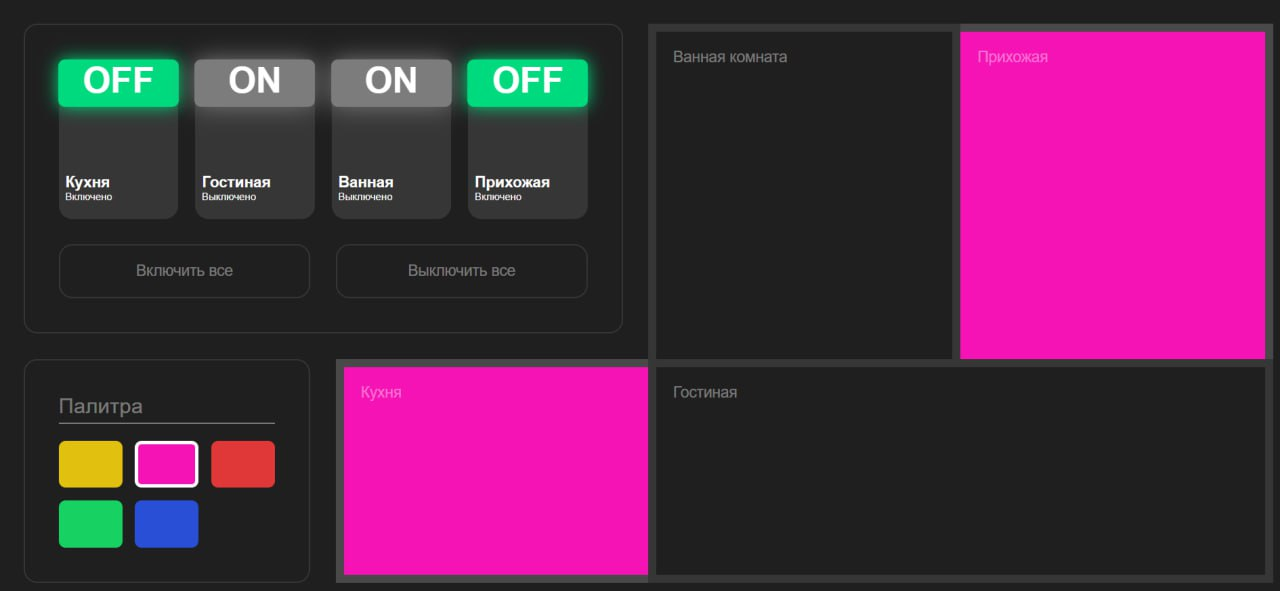 OFF
ON
ON
OFF
Кухня
Включено
Гостиная
Выключено
Ванная
Выключено
Прихожая
Включено
Включить все
Выключить все
Ванная комната
Прихожая
Палитра
Кухня
Гостиная